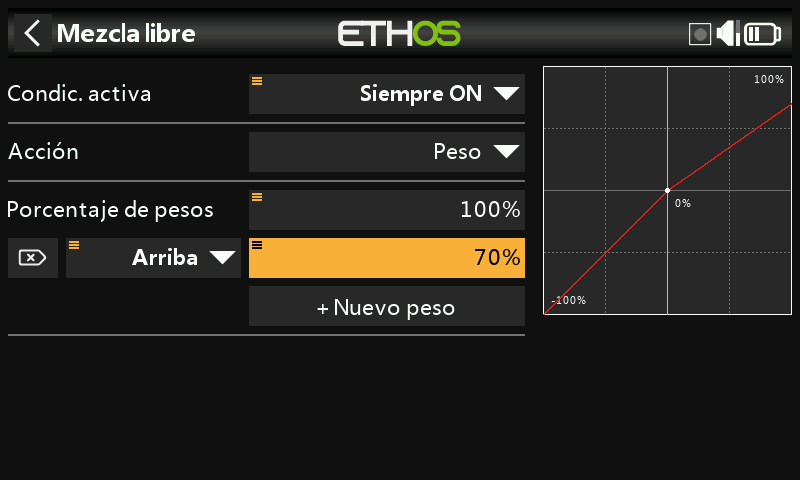 Mezcla libre
ETHOS
Condic. activa
Siempre ON
Acción
Peso
Porcentaje de pesos
100%
Arriba
70%
+ Nuevo peso
100%
0%
-100%